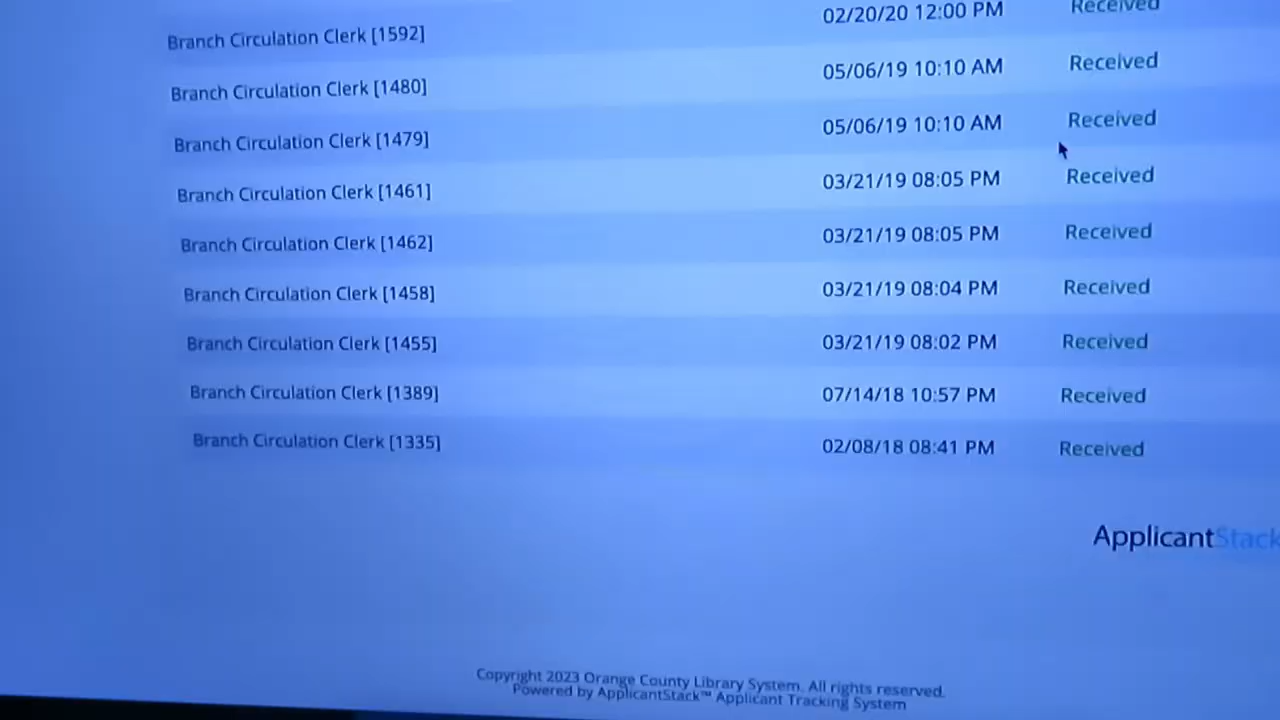 Branch Circulation Clerk [1592] 02/20/20 12:00 PM Received
Branch Circulation Clerk [1480] 05/06/19 10:10 AM Received
Branch Circulation Clerk [1479] 05/06/19 10:10 AM Received
Branch Circulation Clerk [1461] 03/21/19 08:05 PM Received
Branch Circulation Clerk [1462] 03/21/19 08:05 PM Received
Branch Circulation Clerk [1458] 03/21/19 08:04 PM Received
Branch Circulation Clerk [1455] 03/21/19 08:02 PM Received
Branch Circulation Clerk [1389] 07/14/18 10:57 PM Received
Branch Circulation Clerk [1335] 02/08/18 08:41 PM Received
ApplicantStack
Copyright 2023 Orange County Library System. All rights reserved.
Powered by ApplicantStack™ Applicant Tracking System